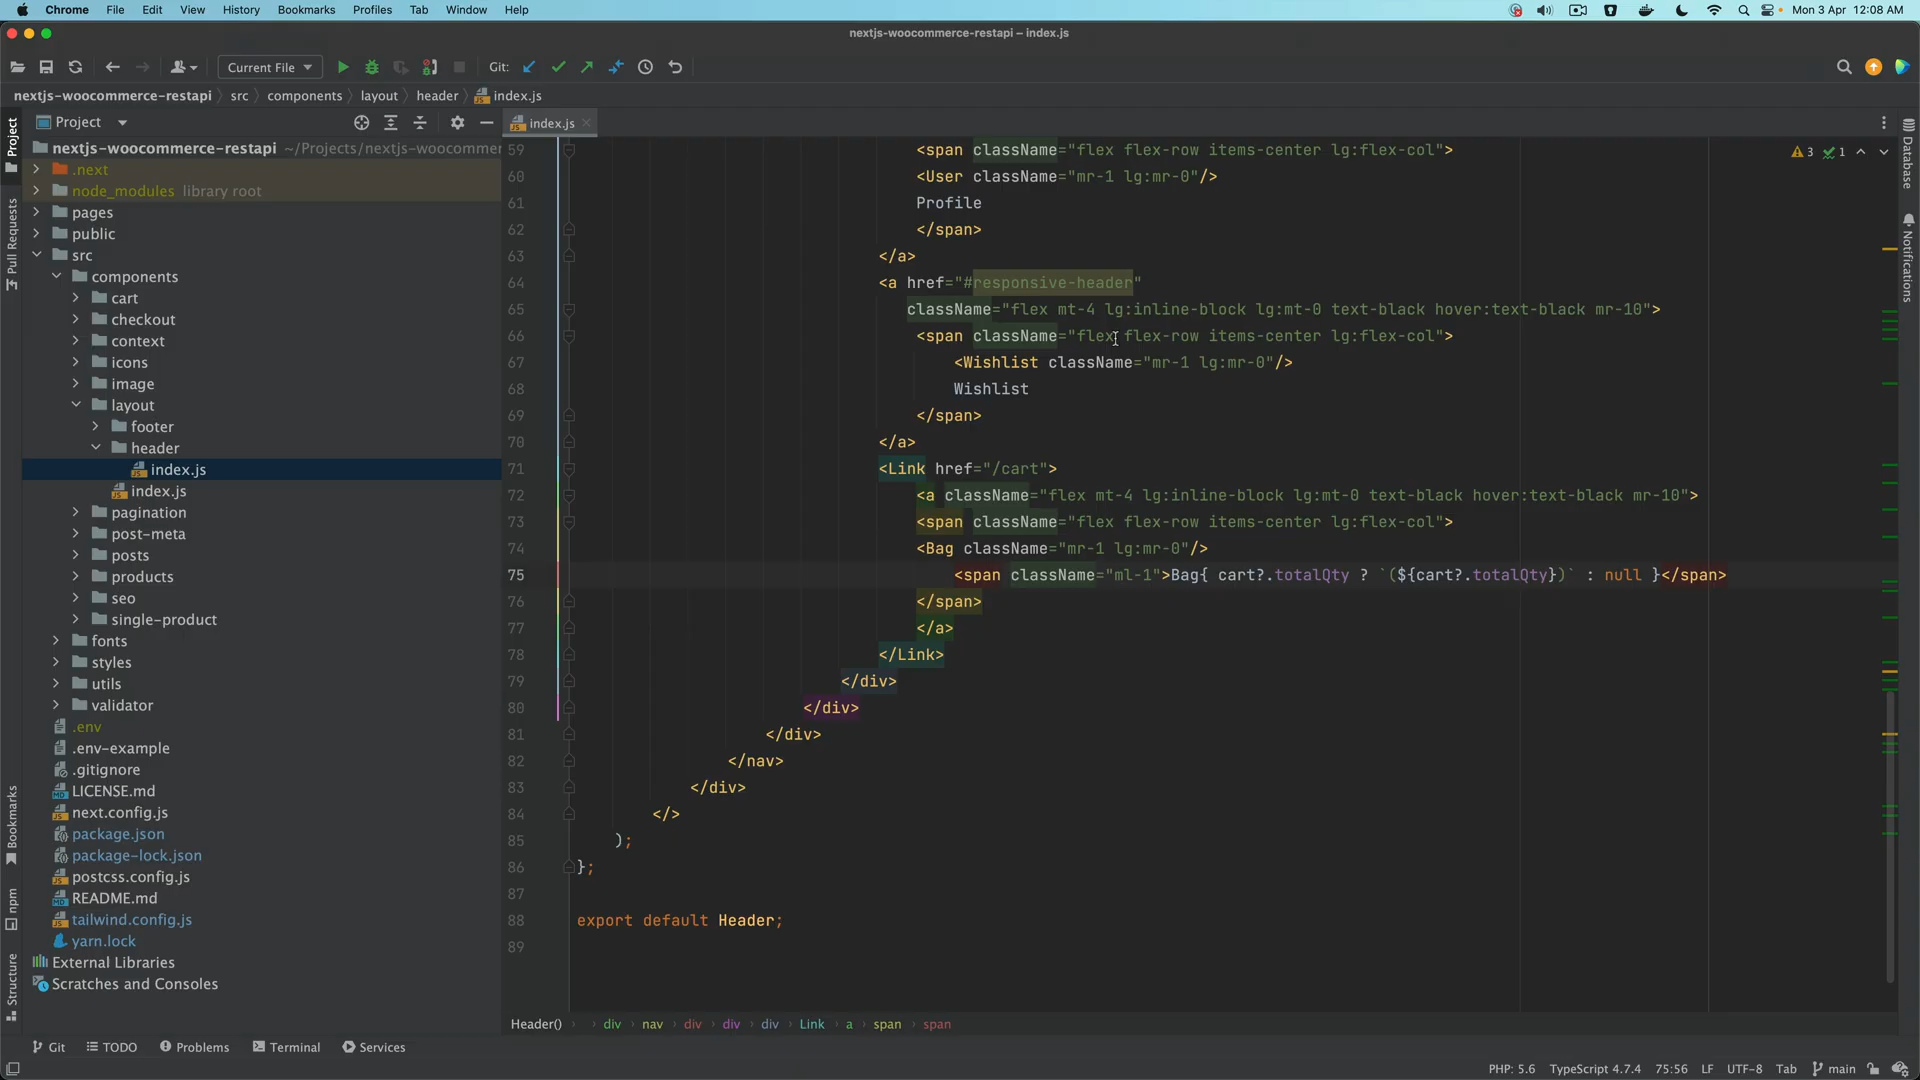 Chrome File Edit View History Bookmarks Profiles Tab Window Help Mon 3 Apr 12:08 AM
nextjs-woocommerce-restapi – index.js
Current File Git:
nextjs-woocommerce-restapi src components layout header index.js
Project
index.js
nextjs-woocommerce-restapi ~/Projects/nextjs-woocommer
.next
node_modules library root
pages
public
src
components
cart
checkout
context
icons
image
layout
footer
header
index.js
index.js
pagination
post-meta
posts
products
seo
single-product
fonts
styles
utils
validator
.env
.env-example
.gitignore
LICENSE.md
next.config.js
package.json
package-lock.json
postcss.config.js
README.md
tailwind.config.js
yarn.lock
External Libraries
Scratches and Consoles
Project
Pull Requests
Bookmarks
npm
Structure
3 1
59 <span className="flex flex-row items-center lg:flex-col">
60 <User className="mr-1 lg:mr-0"/>
61 Profile
62 </span>
63 </a>
64 <a href="#responsive-header"
65 className="flex mt-4 lg:inline-block lg:mt-0 text-black hover:text-black mr-10">
66 <span className="flex flex-row items-center lg:flex-col">
67 <Wishlist className="mr-1 lg:mr-0"/>
68 Wishlist
69 </span>
70 </a>
71 <Link href="/cart">
72 <a className="flex mt-4 lg:inline-block lg:mt-0 text-black hover:text-black mr-10">
73 <span className="flex flex-row items-center lg:flex-col">
74 <Bag className="mr-1 lg:mr-0"/>
75 <span className="ml-1">Bag{ cart?.totalQty ? `(${cart?.totalQty})` : null }</span>
76 </span>
77 </a>
78 </Link>
79 </div>
80 </div>
81 </div>
82 </nav>
83 </div>
84 </>
85 );
86 };
87
88 export default Header;
89
Database
Notifications
Header() div nav div div div Link a span span
Git TODO Problems Terminal Services
PHP: 5.6 TypeScript 4.7.4 75:56 LF UTF-8 Tab main